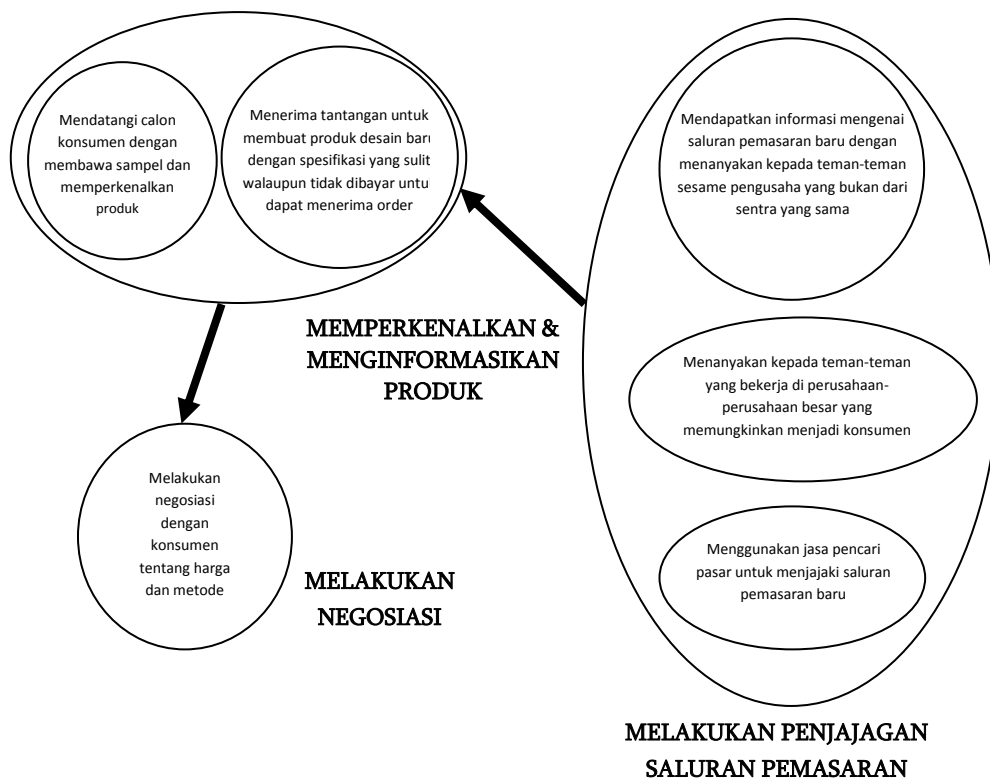 Mendatangi calon
konsumen dengan
membawa sampel dan
memperkenalkan
produk
Menerima tantangan untuk
membuat produk desain baru
dengan spesifikasi yang sulit
walaupun tidak dibayar untu
dapat menerima order
Mendapatkan informasi mengenai
saluran pemasaran baru dengan
menanyakan kepada teman-teman
sesame pengusaha yang bukan dari
sentra yang sama
MEMPERKENALKAN &
MENGINFORMASIKAN
PRODUK
Menanyakan kepada teman-teman
yang bekerja di perusahaan-
perusahaan besar yang
memungkinkan menjadi konsumen
Melakukan
negosiasi
dengan
konsumen
tentang harga
dan metode
MELAKUKAN
NEGOSIASI
Menggunakan jasa pencari
pasar untuk menjajaki saluran
pemasaran baru
MELAKUKAN PENJAJAGAN
SALURAN PEMASARAN